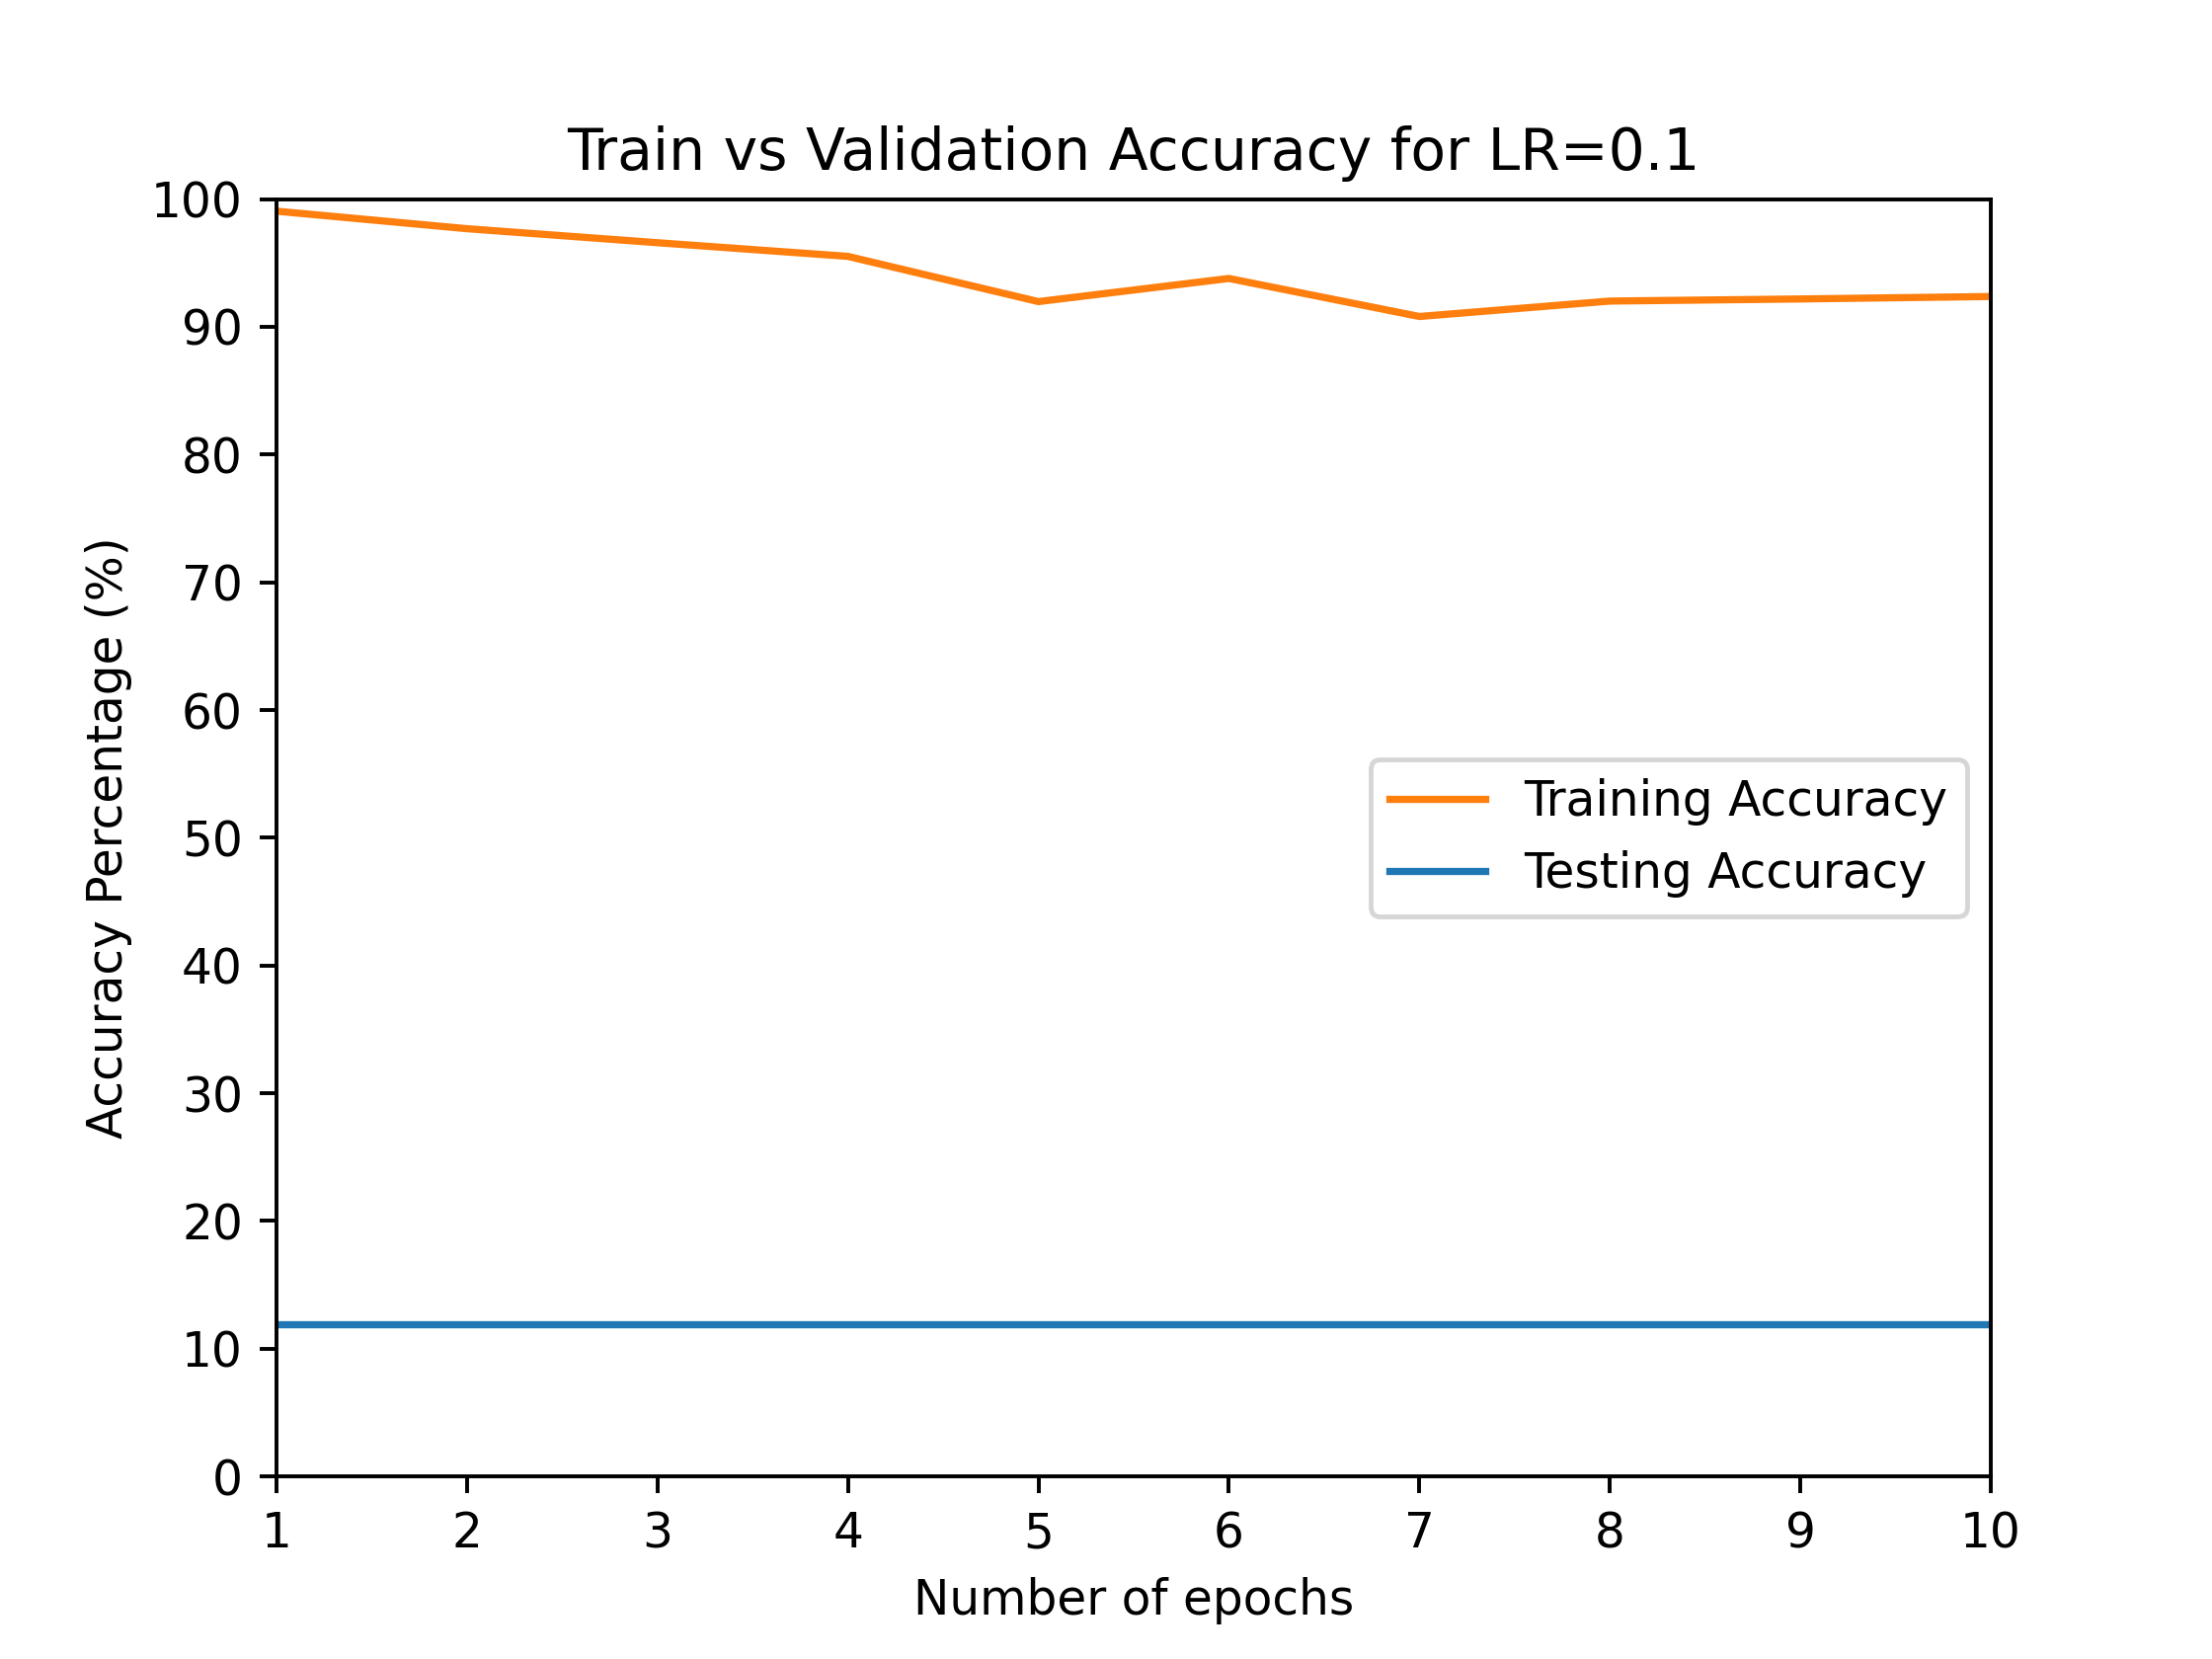 Train vs Validation Accuracy for LR=0.1
100
90
80
70
60
50
40
30
20
10
0
Accuracy Percentage (%)
Training Accuracy
Testing Accuracy
1 2 3 4 5 6 7 8 9 10
Number of epochs